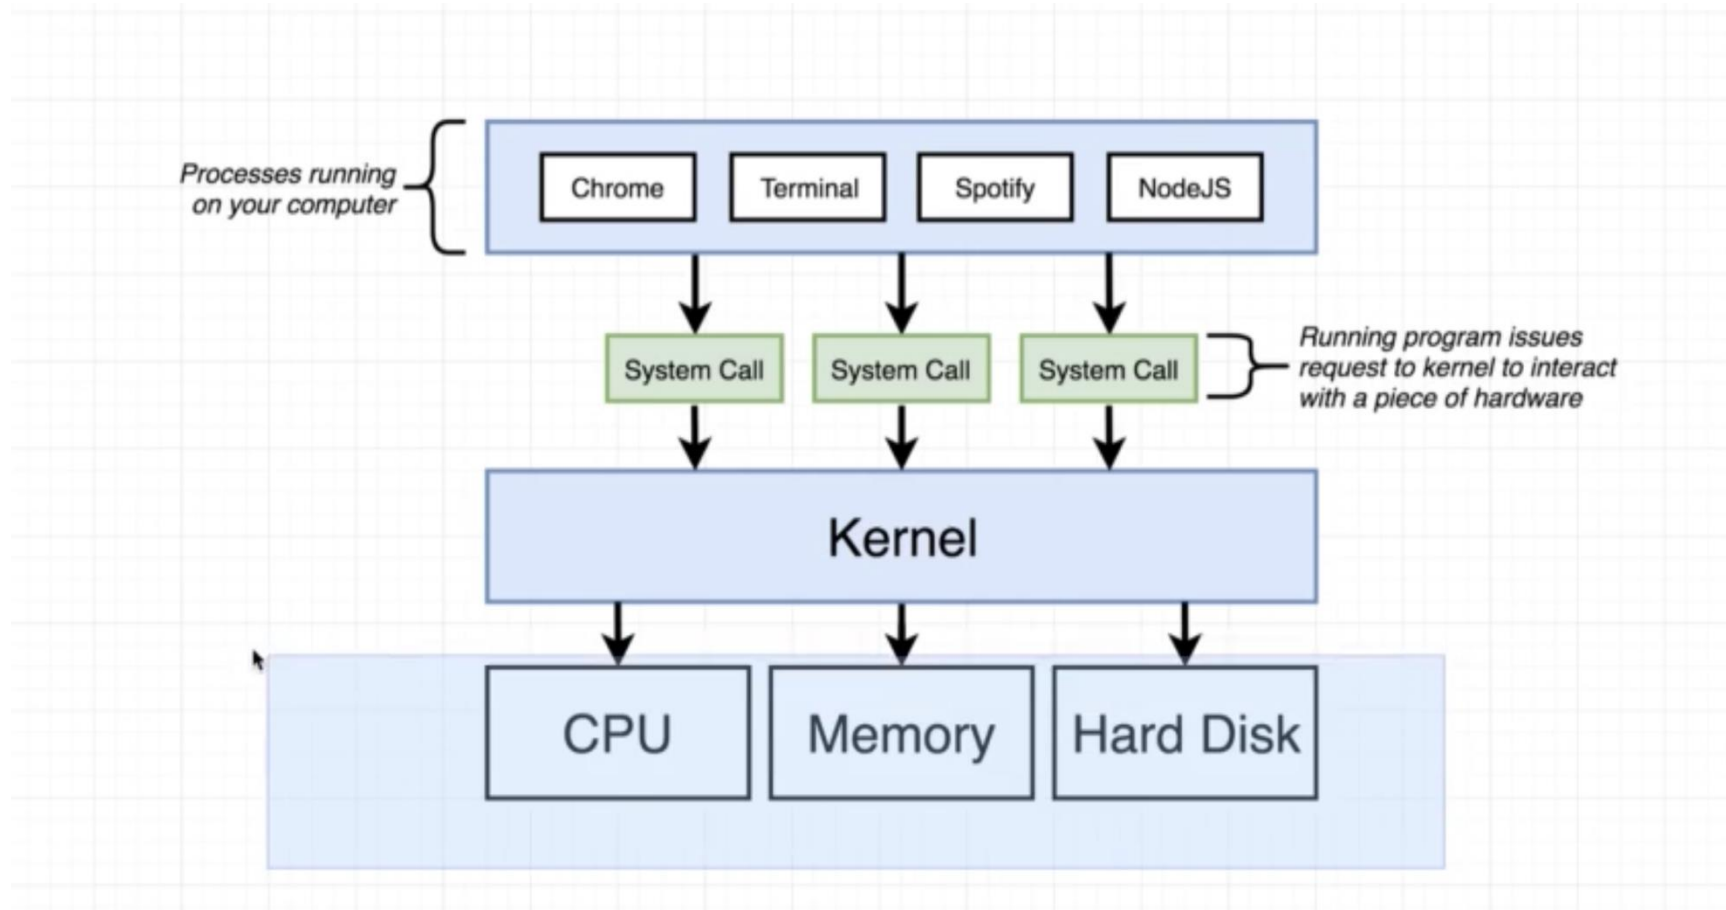 Processes running
on your computer
Chrome
Terminal
Spotify
NodeJS
System Call
System Call
System Call
Running program issues
request to kernel to interact
with a piece of hardware
Kernel
CPU
Memory
Hard Disk